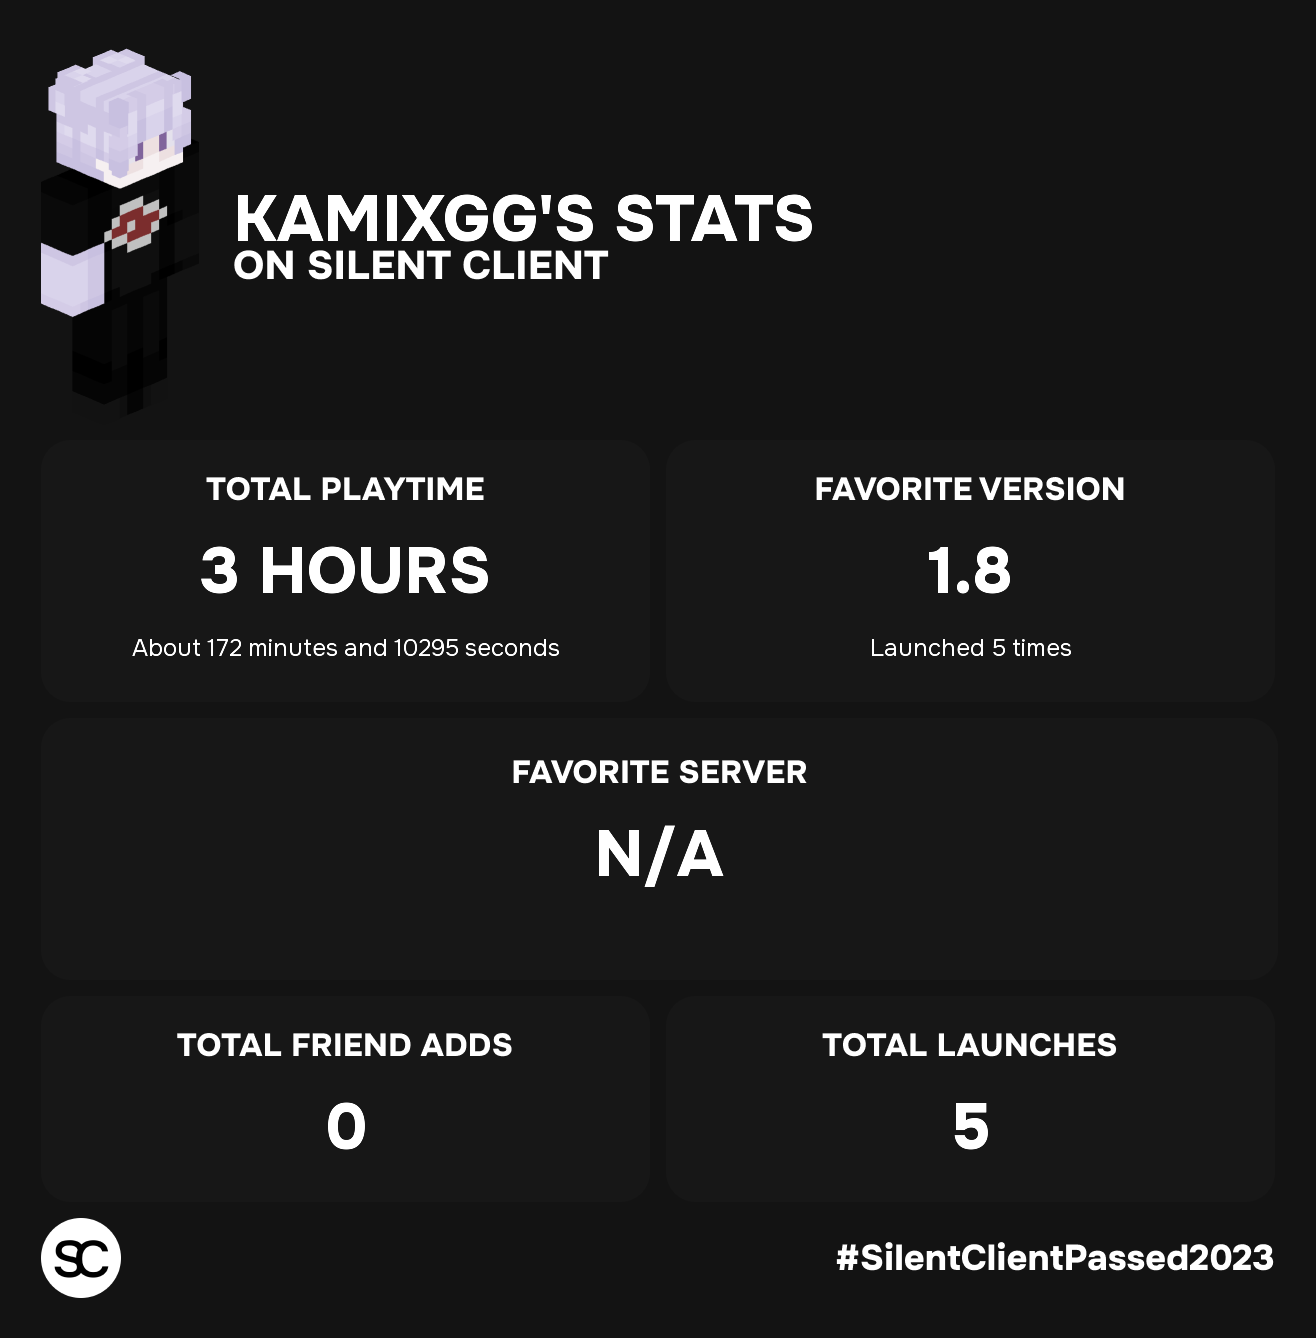 KAMIXGG'S STATS
ON SILENT CLIENT
TOTAL PLAYTIME
3 HOURS
About 172 minutes and 10295 seconds
FAVORITE VERSION
1.8
Launched 5 times
FAVORITE SERVER
N/A
TOTAL FRIEND ADDS
0
TOTAL LAUNCHES
5
SC
#SilentClientPassed2023